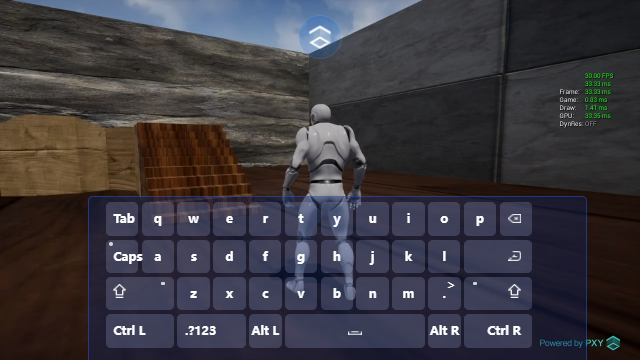 30.00 FPS
33.33 ms
Frame: 33.33 ms
Game: 0.83 ms
Draw: 1.41 ms
GPU: 33.35 ms
DynRes: OFF
Tab q w e r t y u i o p
Caps a s d f g h j k l
" z x c v b n m . > "
Ctrl L .?123 Alt L Alt R Ctrl R
Powered by PXY